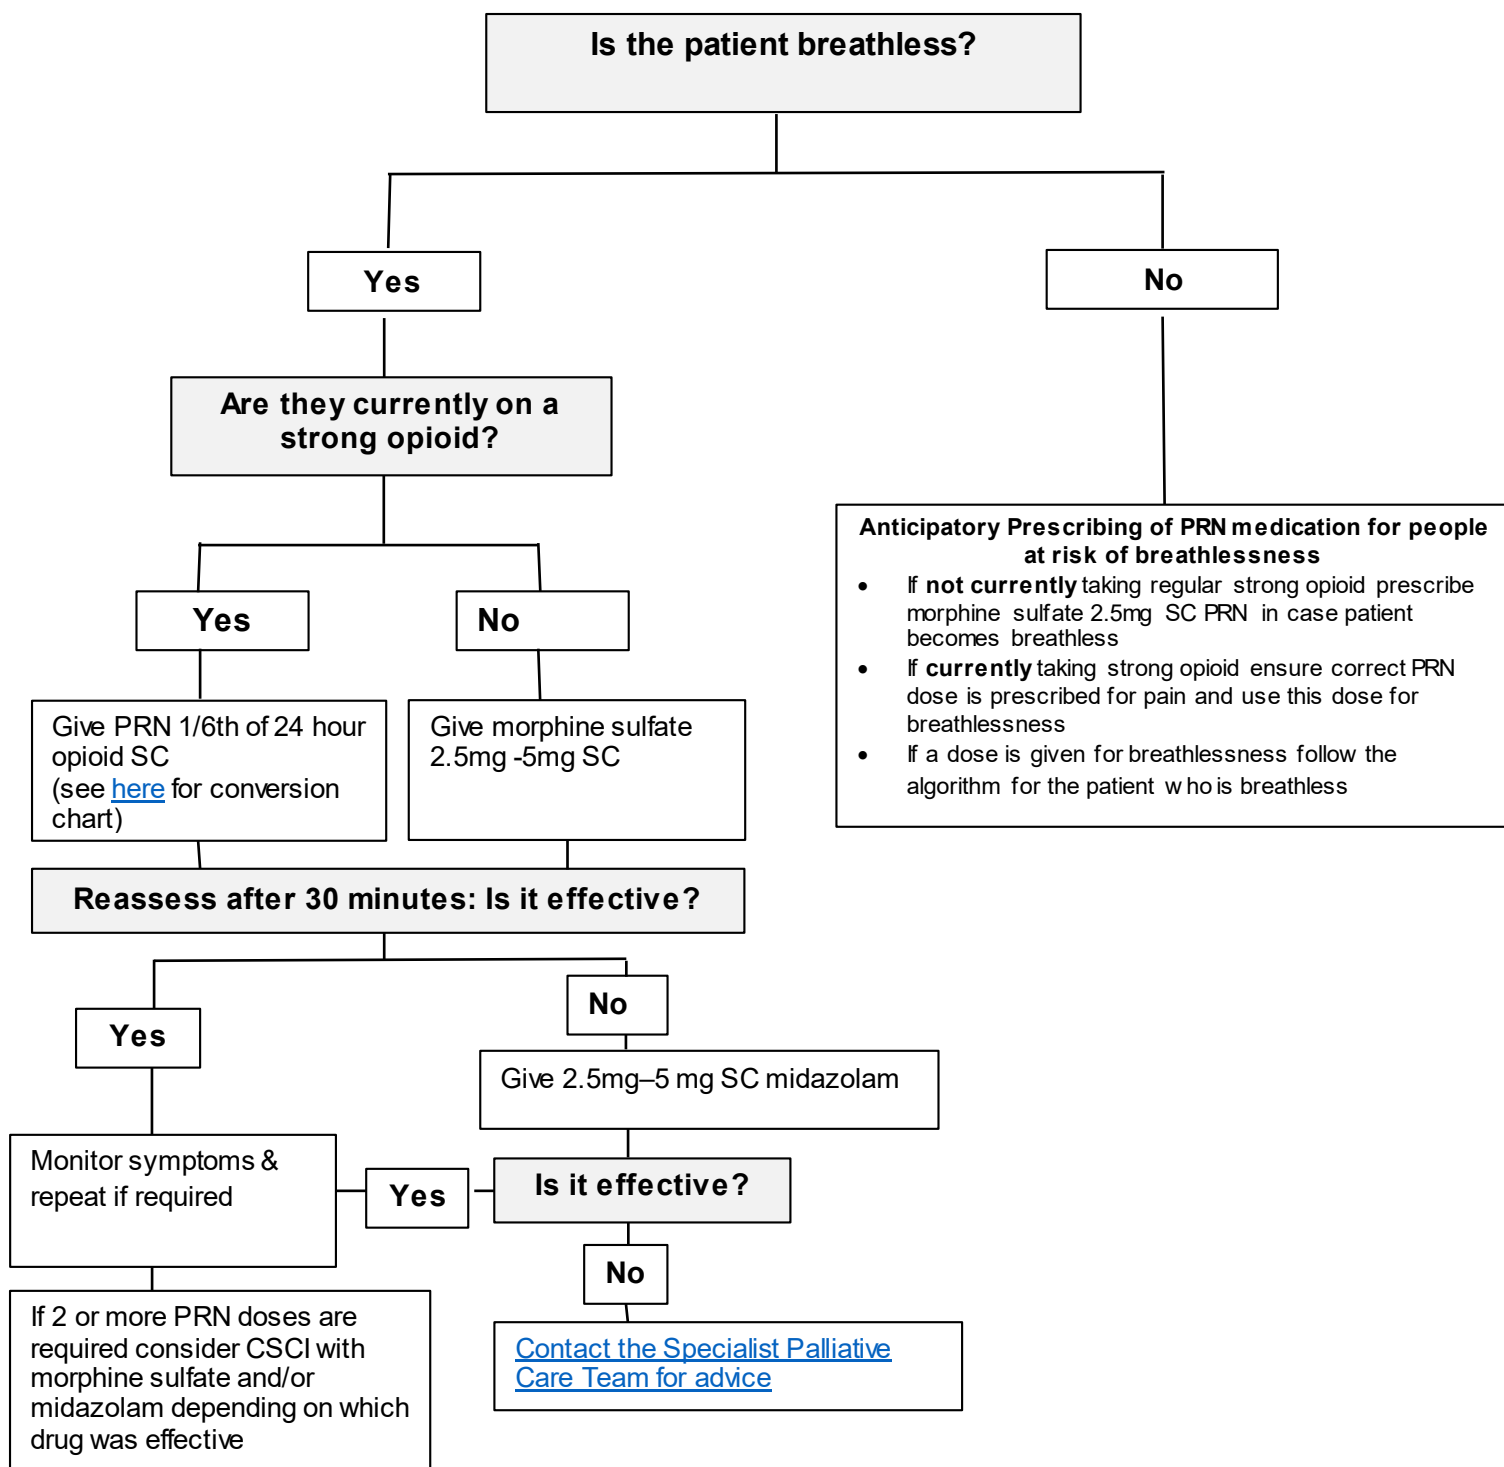 Is the patient breathless?
Yes
No
Are they currently on a
strong opioid?
Yes
No
Anticipatory Prescribing of PRN medication for people
at risk of breathlessness
• If not currently taking regular strong opioid prescribe
morphine sulfate 2.5mg SC PRN in case patient
becomes breathless
• If currently taking strong opioid ensure correct PRN
dose is prescribed for pain and use this dose for
breathlessness
• If a dose is given for breathlessness follow the
algorithm for the patient who is breathless
Give PRN 1/6th of 24 hour
opioid SC
(see here for conversion
chart)
Give morphine sulfate
2.5mg -5mg SC
Reassess after 30 minutes: Is it effective?
Yes
No
Give 2.5mg–5 mg SC midazolam
Monitor symptoms &
repeat if required
Yes
Is it effective?
No
If 2 or more PRN doses are
required consider CSCI with
morphine sulfate and/or
midazolam depending on which
drug was effective
Contact the Specialist Palliative
Care Team for advice